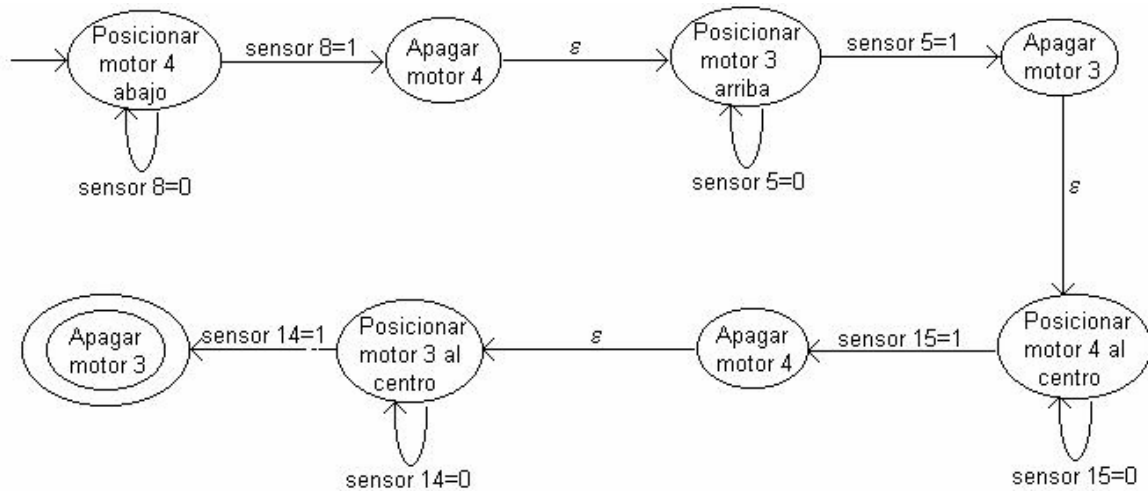 Posicionar
motor 4
abajo
sensor 8=1
Apagar
motor 4
ε
Posicionar
motor 3
arriba
sensor 5=1
Apagar
motor 3
sensor 8=0
sensor 5=0
ε
Apagar
motor 3
sensor 14=1
Posicionar
motor 3 al
centro
ε
Apagar
motor 4
sensor 15=1
Posicionar
motor 4 al
centro
sensor 14=0
sensor 15=0